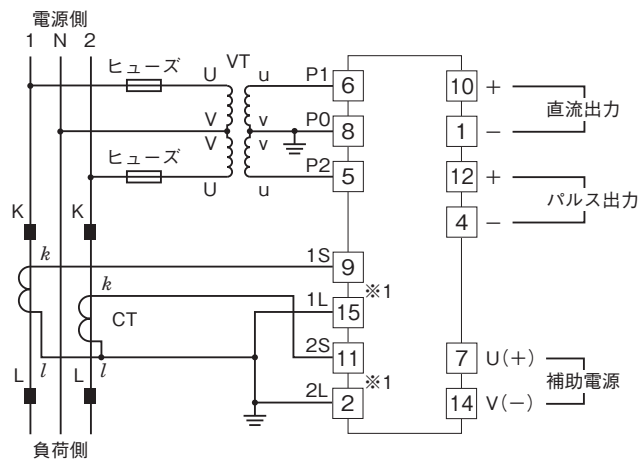 電源側
1 N 2
ヒューズ U VT u P1 6 10 +
直流出力
V v P0 8 1 −
V v
ヒューズ 12 +
U u P2 5
パルス出力
4 −
K K
k 1S 9
※1
k 1L 15
CT
2S 11 7 U(+)
l ※1
L L l 補助電源
2L 2 14 V(−)
負荷側